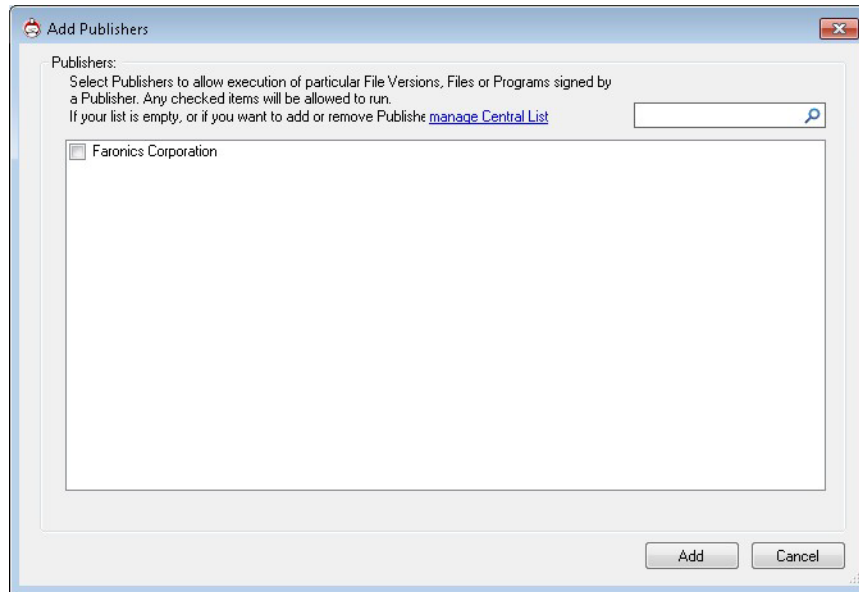 Add Publishers
Publishers:
Select Publishers to allow execution of particular File Versions, Files or Programs signed by
a Publisher. Any checked items will be allowed to run.
If your list is empty, or if you want to add or remove Publishe manage Central List
Faronics Corporation
Add Cancel